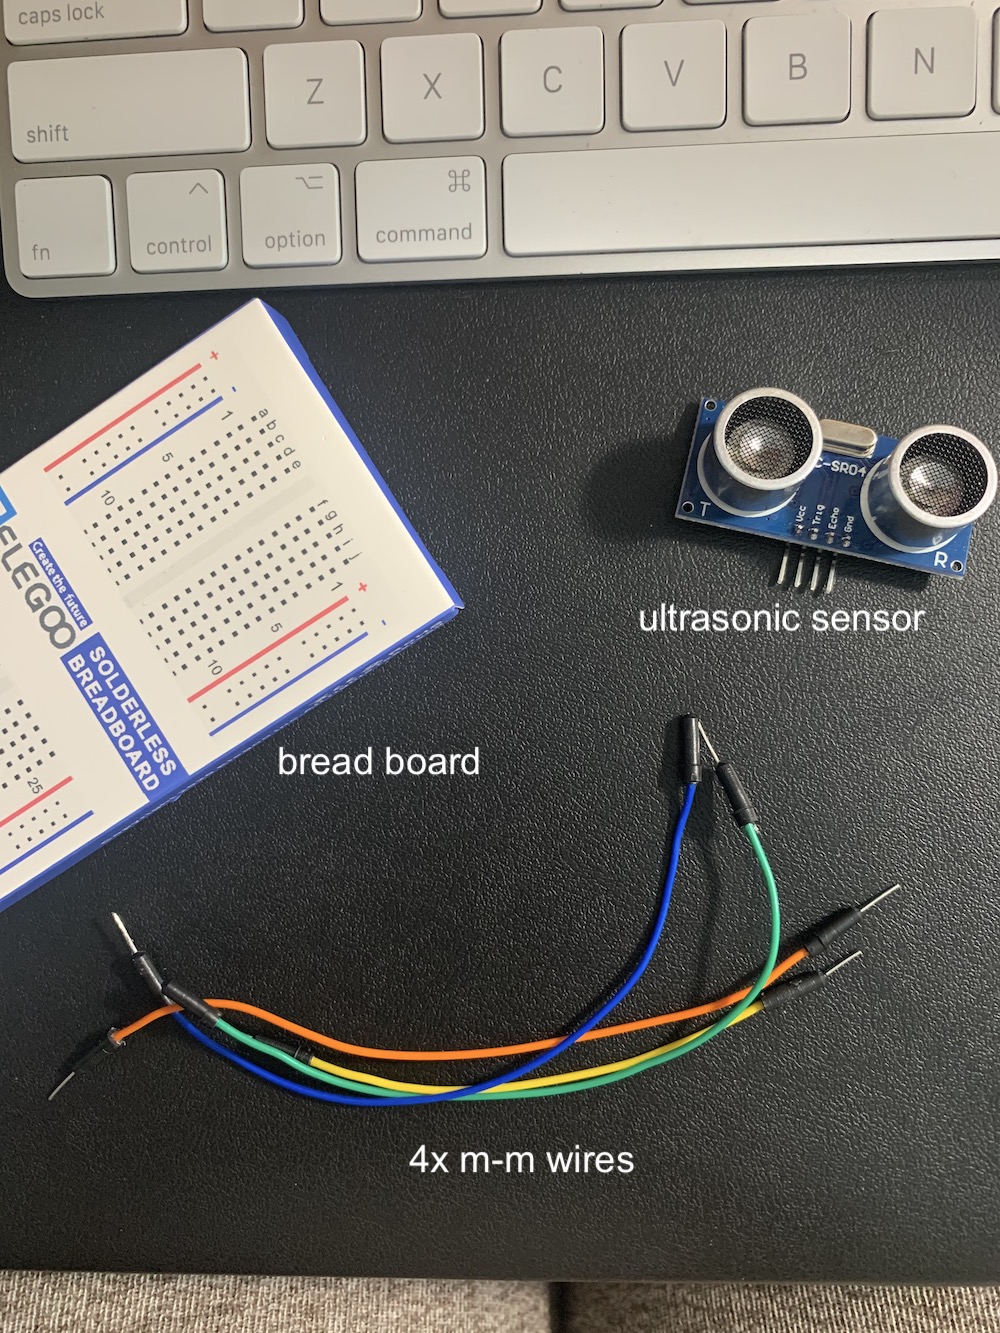 caps lock
shift
Z
X
C
V
B
N
fn
control
option
command
+
-
1
5
10
a b c d e
f g h i j
1
5
10
+
-
25
ELEGOO
Create the future
SOLDERLESS
BREADBOARD
C-SR04
T
Vcc
Trig
Echo
Gnd
R
ultrasonic sensor
bread board
4x m-m wires